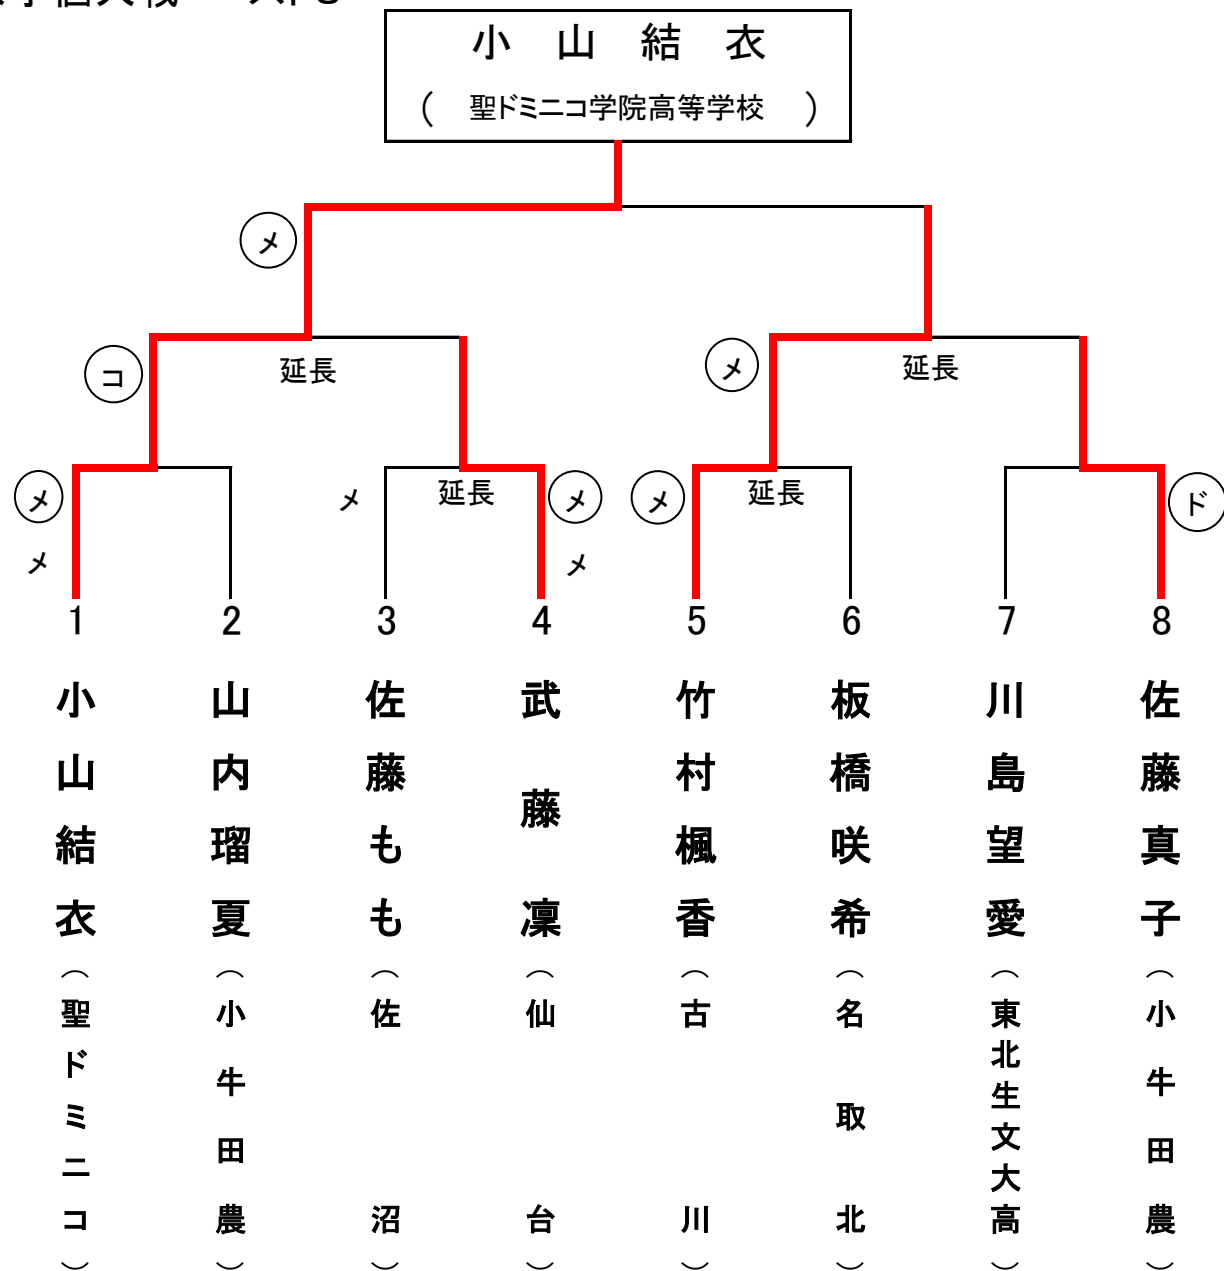 小 山 結 衣
( 聖ドミニコ学院高等学校 )
メ
コ
延長
メ
延長
メ
メ
延長
メ
メ
延長
ド
メ
メ
1 2 3 4 5 6 7 8
小山結衣(聖ドミニコ)
山内瑠夏(小牛田農)
佐藤もも(佐沼)
武藤凜(仙台)
竹村楓香(古川)
板橋咲希(名取北)
川島望愛(東北生文大高)
佐藤真子(小牛田農)